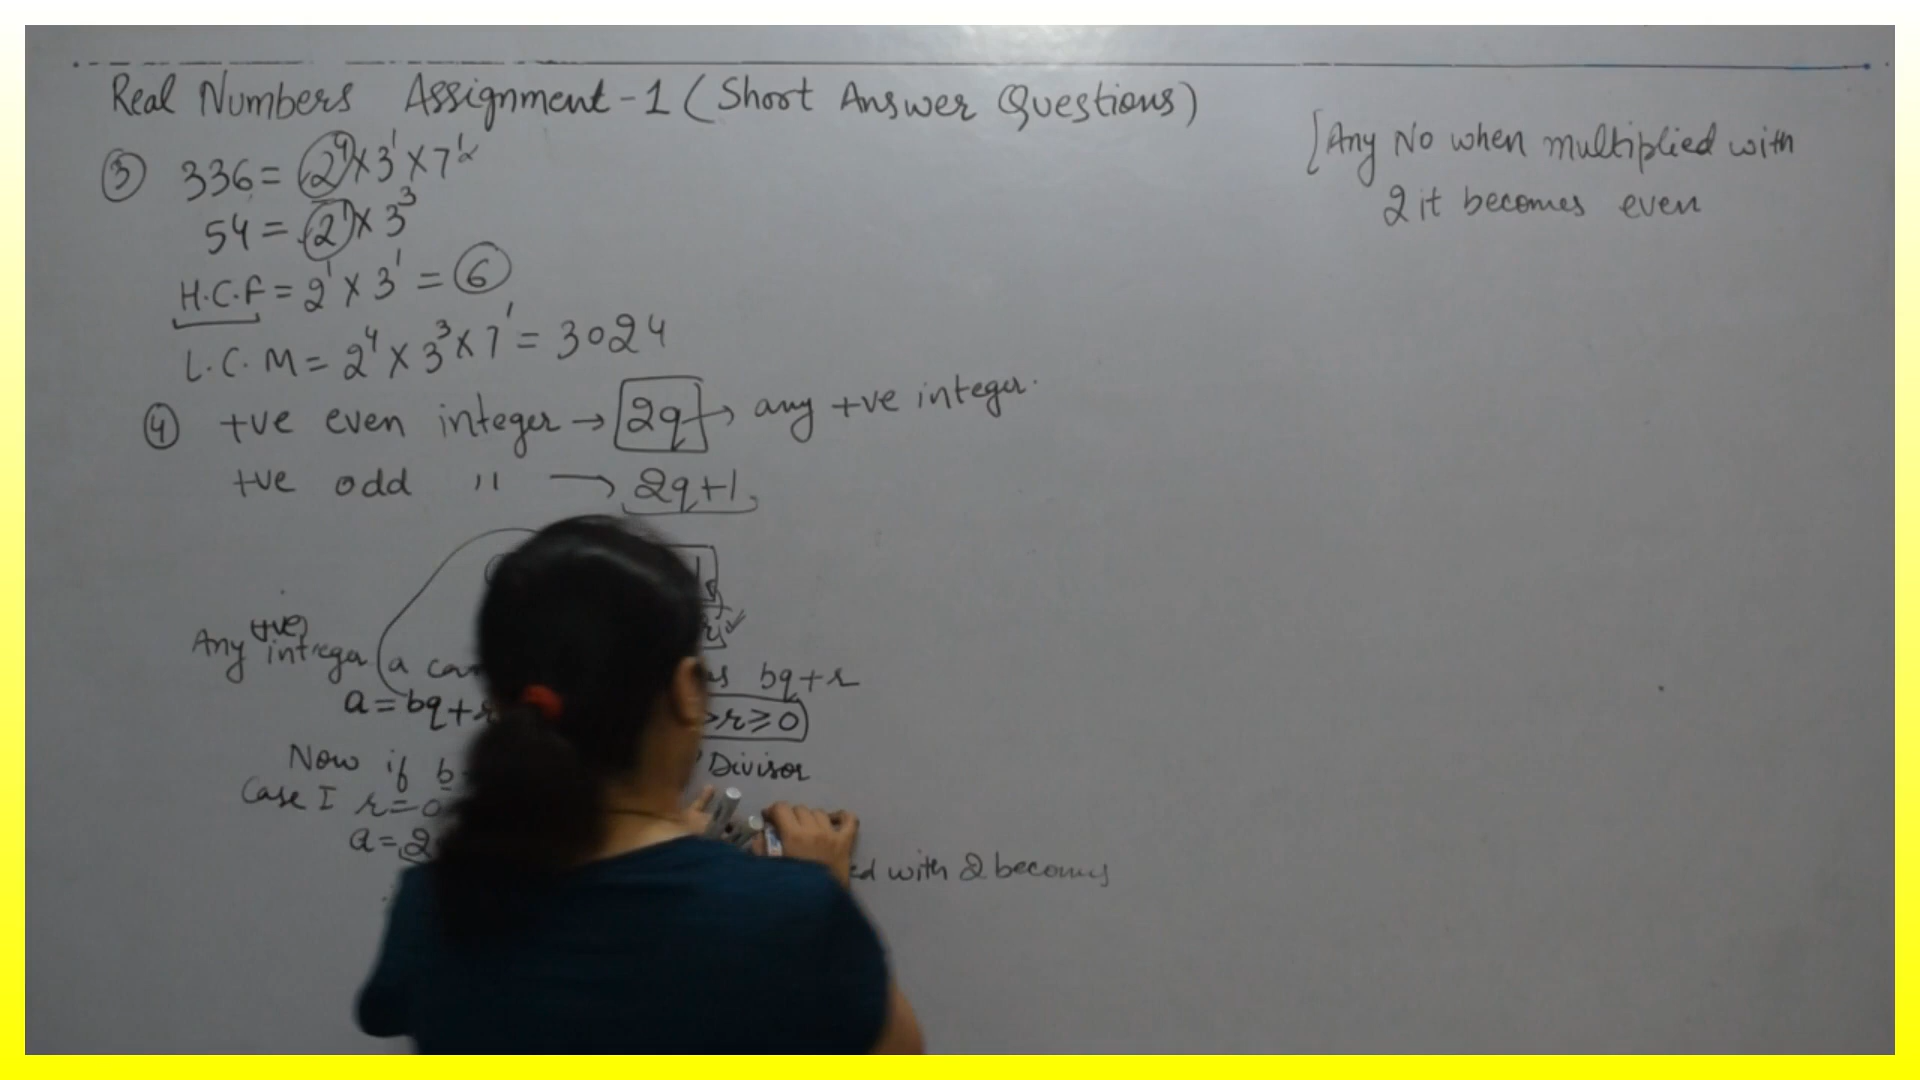 Real Numbers Assignment-1 (Short Answer Questions)
③ 336 = 2⁴ × 3¹ × 7¹
54 = 2¹ × 3³
H.C.F = 2¹ × 3¹ = 6
L.C.M = 2⁴ × 3³ × 7¹ = 3024
④ +ve even integer → 2q → any +ve integer.
+ve odd " → 2q+1
+ve
Any integer a can
as bq+r
a = bq+r
>r≥0
Now if b
Divisor
Case I r=0
a=2
with 2 becomes
[Any No when multiplied with
2 it becomes even